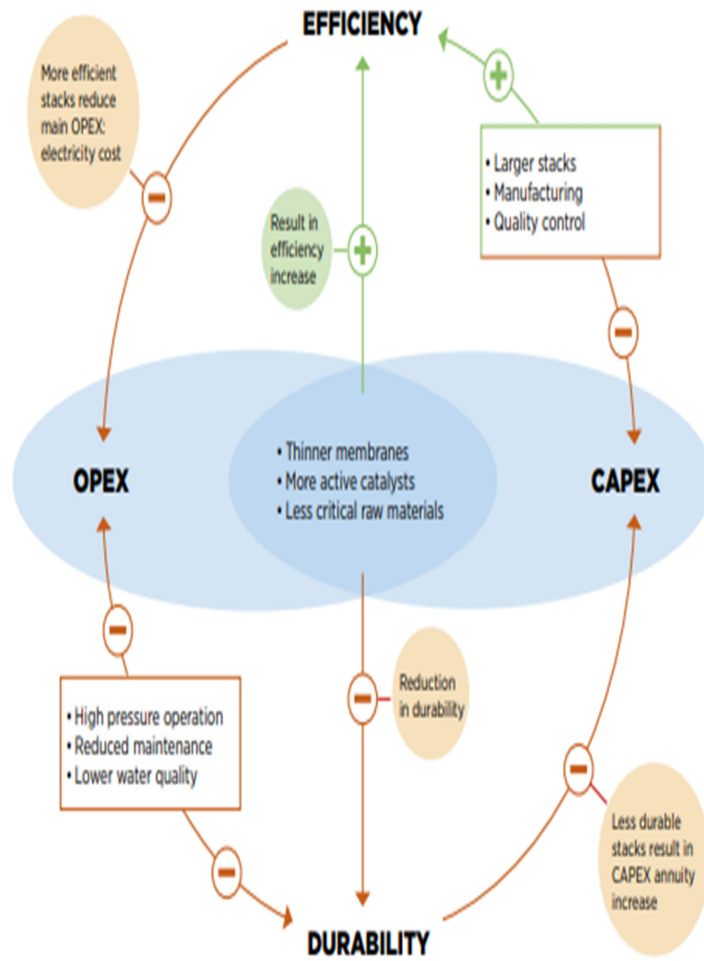 EFFICIENCY
More efficient
stacks reduce
main OPEX:
electricity cost
• Larger stacks
• Manufacturing
• Quality control
Result in
efficiency
increase
OPEX
• Thinner membranes
• More active catalysts
• Less critical raw materials
CAPEX
• High pressure operation
• Reduced maintenance
• Lower water quality
Reduction
in durability
Less durable
stacks result in
CAPEX annuity
increase
DURABILITY